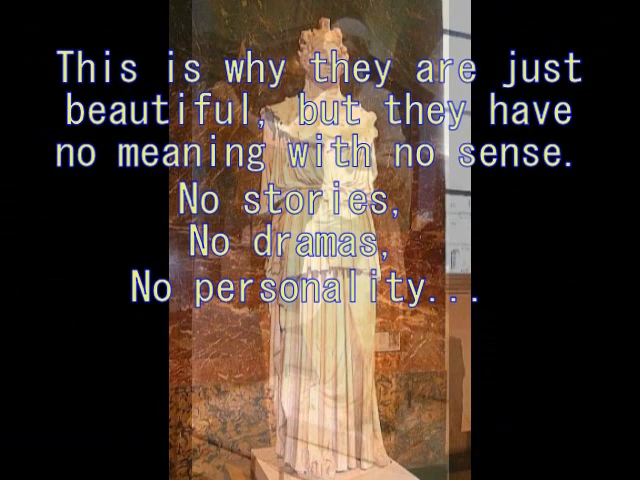 This is why they are just
beautiful, but they have
no meaning with no sense.
No stories,
No dramas,
No personality...